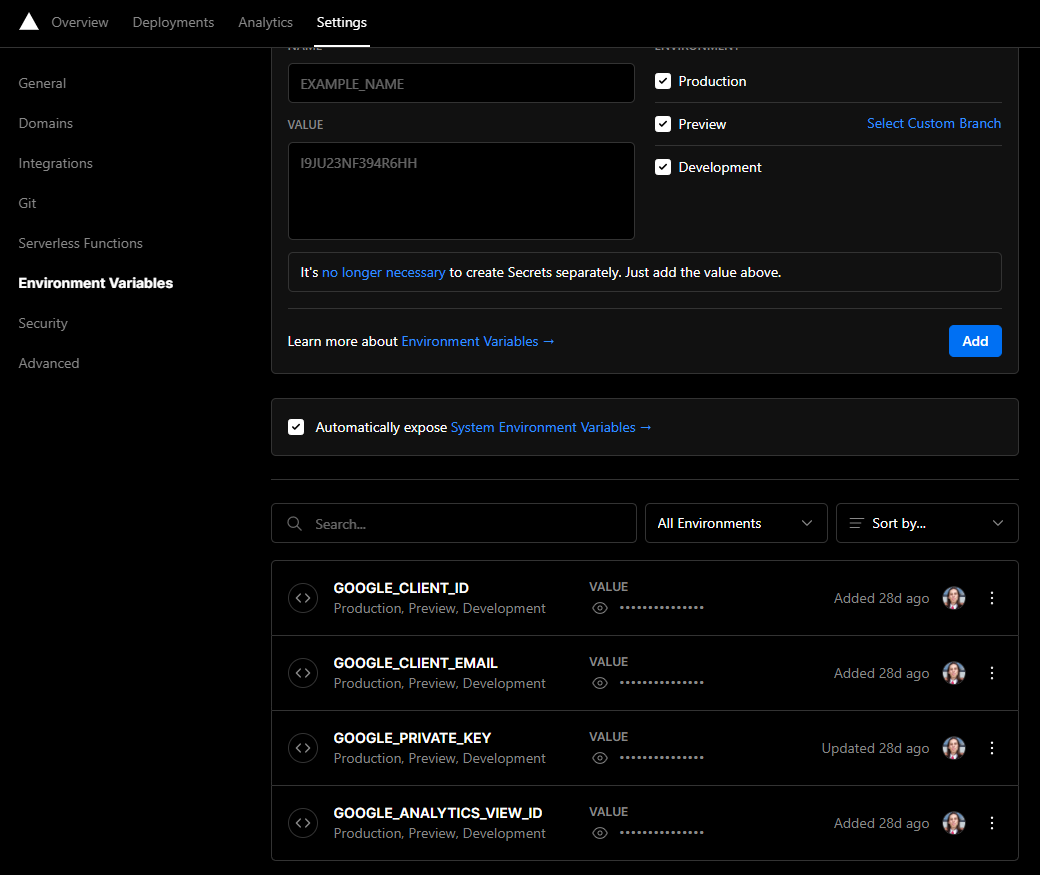 Overview Deployments Analytics Settings
General
Domains
Integrations
Git
Serverless Functions
Environment Variables
Security
Advanced
NAME
EXAMPLE_NAME
VALUE
I9JU23NF394R6HH
ENVIRONMENT
Production
Preview Select Custom Branch
Development
It's no longer necessary to create Secrets separately. Just add the value above.
Learn more about Environment Variables →
Add
Automatically expose System Environment Variables →
Search...
All Environments
Sort by...
GOOGLE_CLIENT_ID
Production, Preview, Development
VALUE
•••••••••••••••
Added 28d ago
GOOGLE_CLIENT_EMAIL
Production, Preview, Development
VALUE
•••••••••••••••
Added 28d ago
GOOGLE_PRIVATE_KEY
Production, Preview, Development
VALUE
•••••••••••••••
Updated 28d ago
GOOGLE_ANALYTICS_VIEW_ID
Production, Preview, Development
VALUE
•••••••••••••••
Added 28d ago